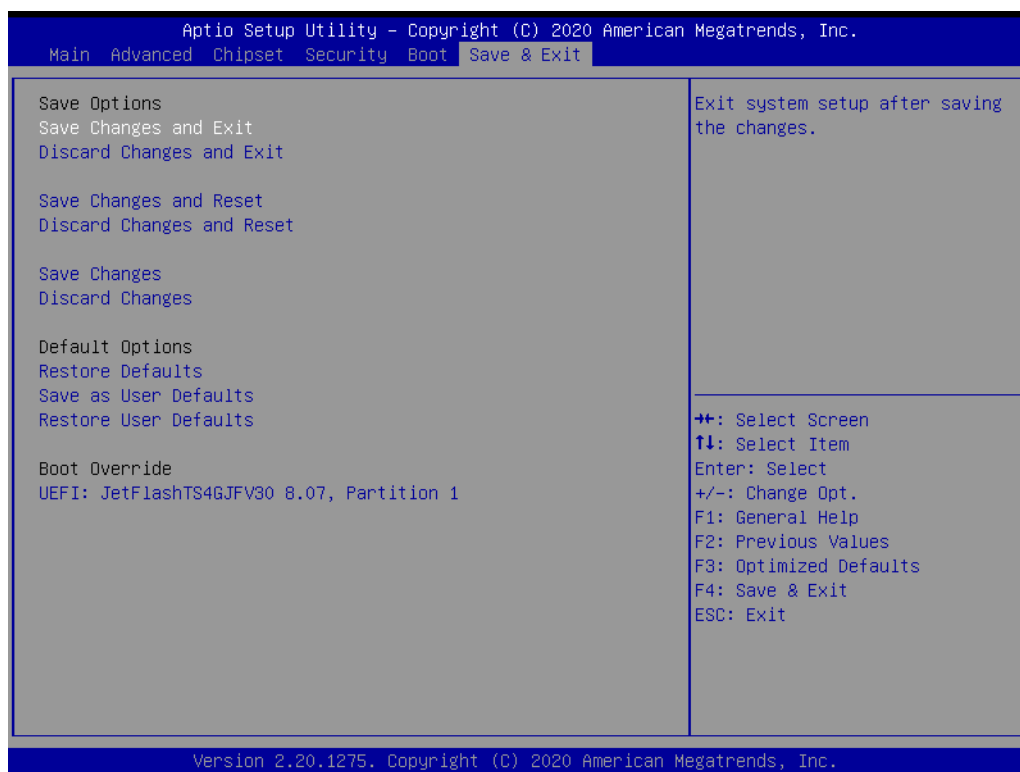 Aptio Setup Utility – Copyright (C) 2020 American Megatrends, Inc.
Main Advanced Chipset Security Boot Save & Exit
Save Options
Save Changes and Exit
Discard Changes and Exit
Save Changes and Reset
Discard Changes and Reset
Save Changes
Discard Changes
Default Options
Restore Defaults
Save as User Defaults
Restore User Defaults
Boot Override
UEFI: JetFlashTS4GJFV30 8.07, Partition 1
Exit system setup after saving
the changes.
→←: Select Screen
↑↓: Select Item
Enter: Select
+/-: Change Opt.
F1: General Help
F2: Previous Values
F3: Optimized Defaults
F4: Save & Exit
ESC: Exit
Version 2.20.1275. Copyright (C) 2020 American Megatrends, Inc.